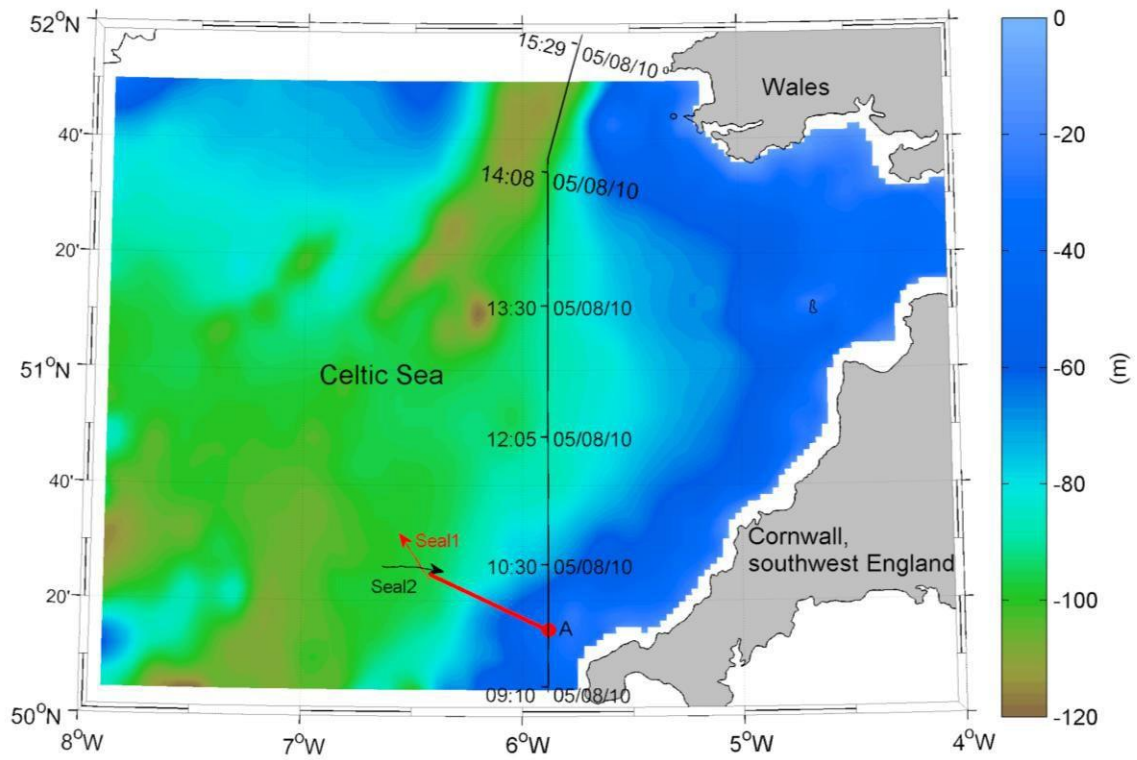 52°N
40'
20'
51°N
40'
20'
50°N
8°W
7°W
6°W
5°W
4°W
15:29 05/08/10
14:08 05/08/10
13:30 05/08/10
12:05 05/08/10
10:30 05/08/10
09:10 05/08/10
Wales
Celtic Sea
Cornwall,
southwest England
Seal1
Seal2
A
0
-20
-40
-60
-80
-100
-120
(m)